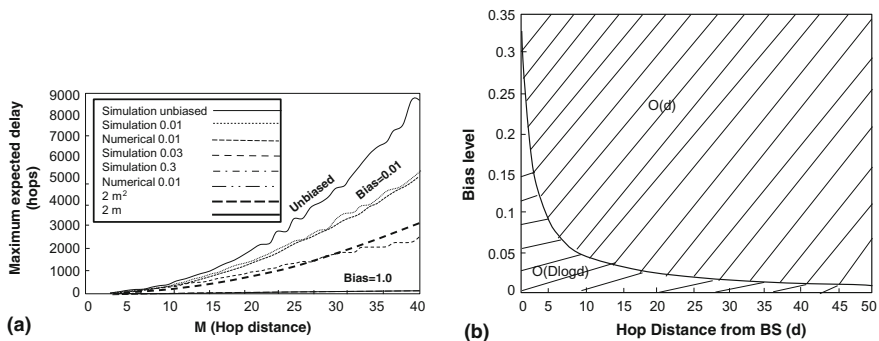 9000
8000
7000
6000
5000
4000
3000
2000
1000
0
Maximum expected delay
(hops)
Simulation unbiased
Simulation 0.01
Numerical 0.01
Simulation 0.03
Simulation 0.3
Numerical 0.01
2 m²
2 m
Unbiased
Bias=0.01
Bias=1.0
0 5 10 15 20 25 30 35 40
M (Hop distance)
(a)
0.35
0.3
0.25
0.2
0.15
0.1
0.05
0
Bias level
O(d)
O(Dlogd)
0 5 10 15 20 25 30 35 40 45 50
Hop Distance from BS (d)
(b)